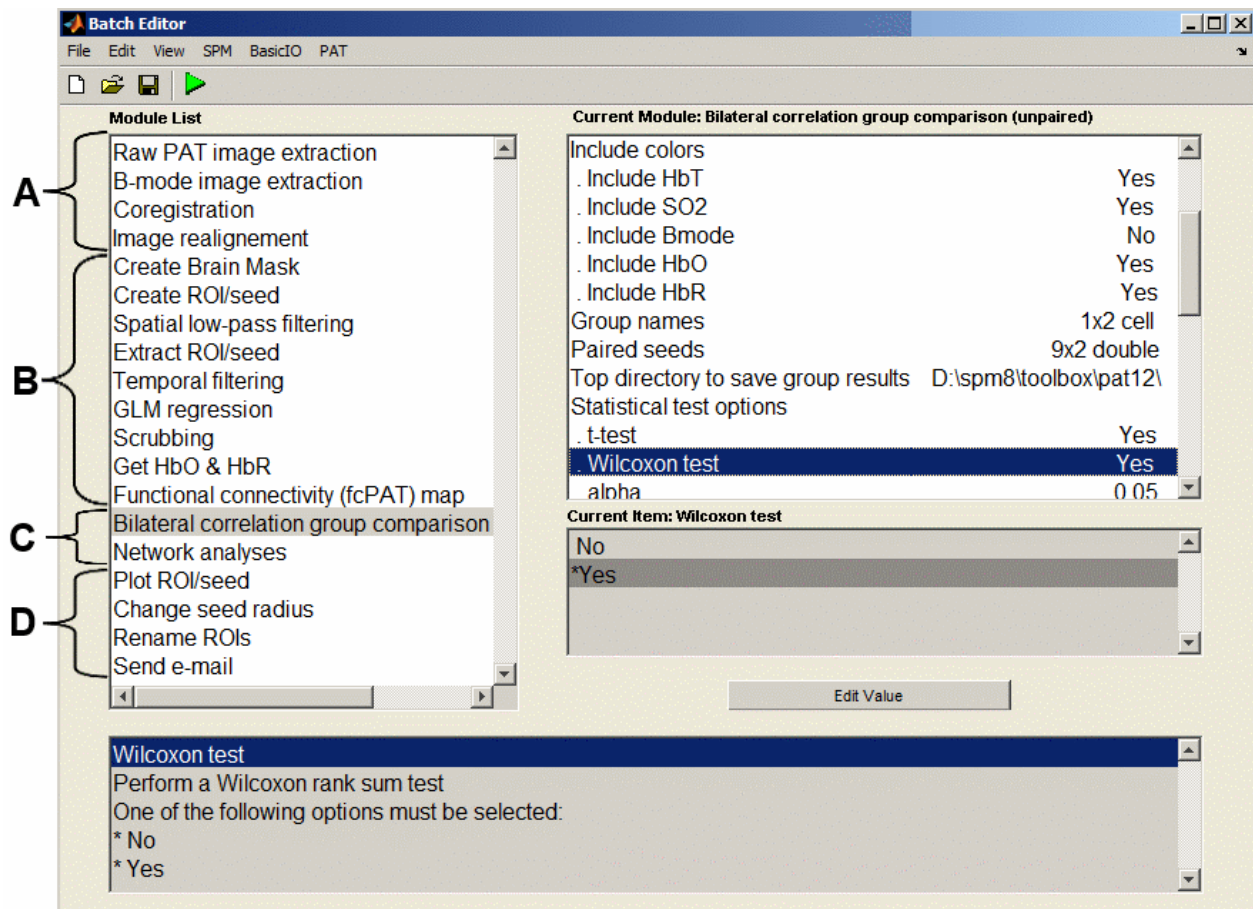 Batch Editor
File Edit View SPM BasicIO PAT
Module List
Raw PAT image extraction
B-mode image extraction
Coregistration
Image realignement
Create Brain Mask
Create ROI/seed
Spatial low-pass filtering
Extract ROI/seed
Temporal filtering
GLM regression
Scrubbing
Get HbO & HbR
Functional connectivity (fcPAT) map
Bilateral correlation group comparison
Network analyses
Plot ROI/seed
Change seed radius
Rename ROIs
Send e-mail
A
B
C
D
Current Module: Bilateral correlation group comparison (unpaired)
Include colors
. Include HbT Yes
. Include SO2 Yes
. Include Bmode No
. Include HbO Yes
. Include HbR Yes
Group names 1x2 cell
Paired seeds 9x2 double
Top directory to save group results D:\spm8\toolbox\pat12\
Statistical test options
. t-test Yes
. Wilcoxon test Yes
. alpha 0.05
Current Item: Wilcoxon test
No
*Yes
Edit Value
Wilcoxon test
Perform a Wilcoxon rank sum test
One of the following options must be selected:
* No
* Yes